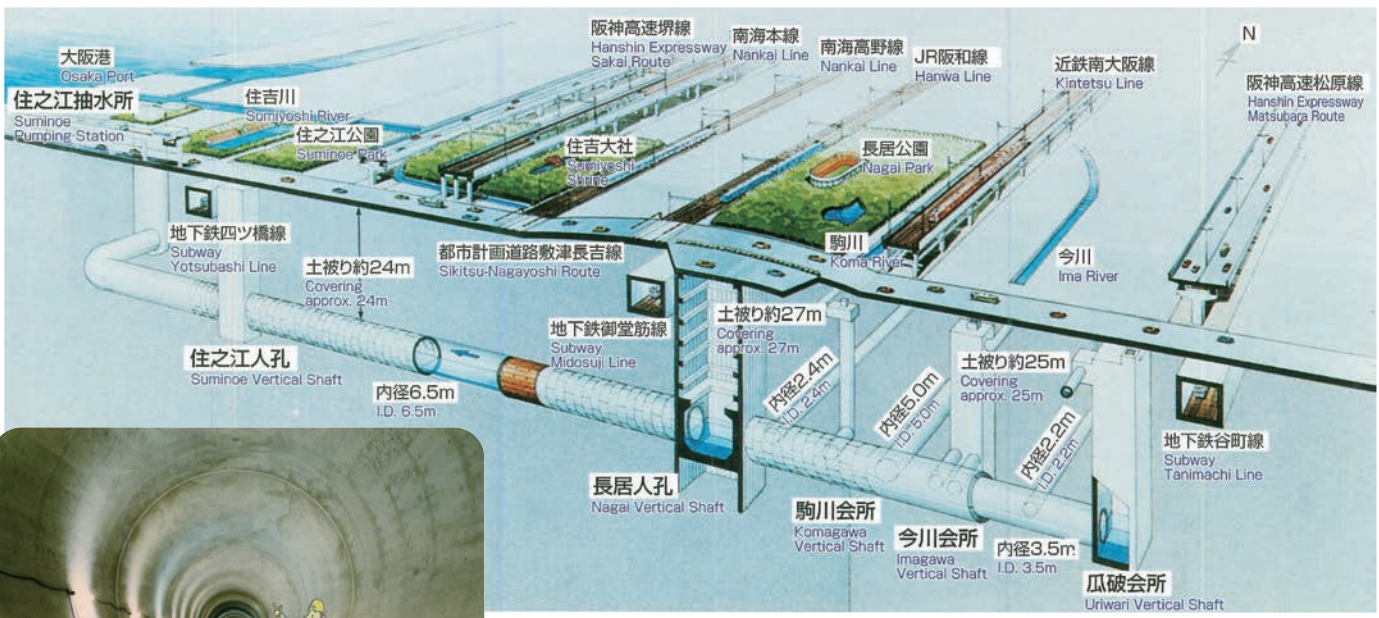 大阪港
Osaka Port
住之江抽水所
Suminoe
Pumping Station
住吉川
Sumiyoshi River
住之江公園
Suminoe Park
阪神高速堺線
Hanshin Expressway
Sakai Route
南海本線
Nankai Line
南海高野線
Nankai Line
JR阪和線
Hanwa Line
近鉄南大阪線
Kintetsu Line
N
阪神高速松原線
Hanshin Expressway
Matsubara Route
住吉大社
Sumiyoshi
Shrine
長居公園
Nagai Park
地下鉄四ツ橋線
Subway
Yotsubashi Line
土被り約24m
Covering
approx. 24m
都市計画道路敷津長吉線
Sikitsu-Nagayoshi Route
駒川
Koma River
今川
Ima River
住之江人孔
Suminoe Vertical Shaft
内径6.5m
I.D. 6.5m
地下鉄御堂筋線
Subway
Midosuji Line
土被り約27m
Covering
approx. 27m
内径2.4m
I.D. 2.4m
内径5.0m
I.D. 5.0m
土被り約25m
Covering
approx. 25m
内径2.2m
I.D. 2.2m
地下鉄谷町線
Subway
Tanimachi Line
長居人孔
Nagai Vertical Shaft
駒川会所
Komagawa
Vertical Shaft
今川会所
Imagawa
Vertical Shaft
内径3.5m
I.D. 3.5m
瓜破会所
Uriwari Vertical Shaft